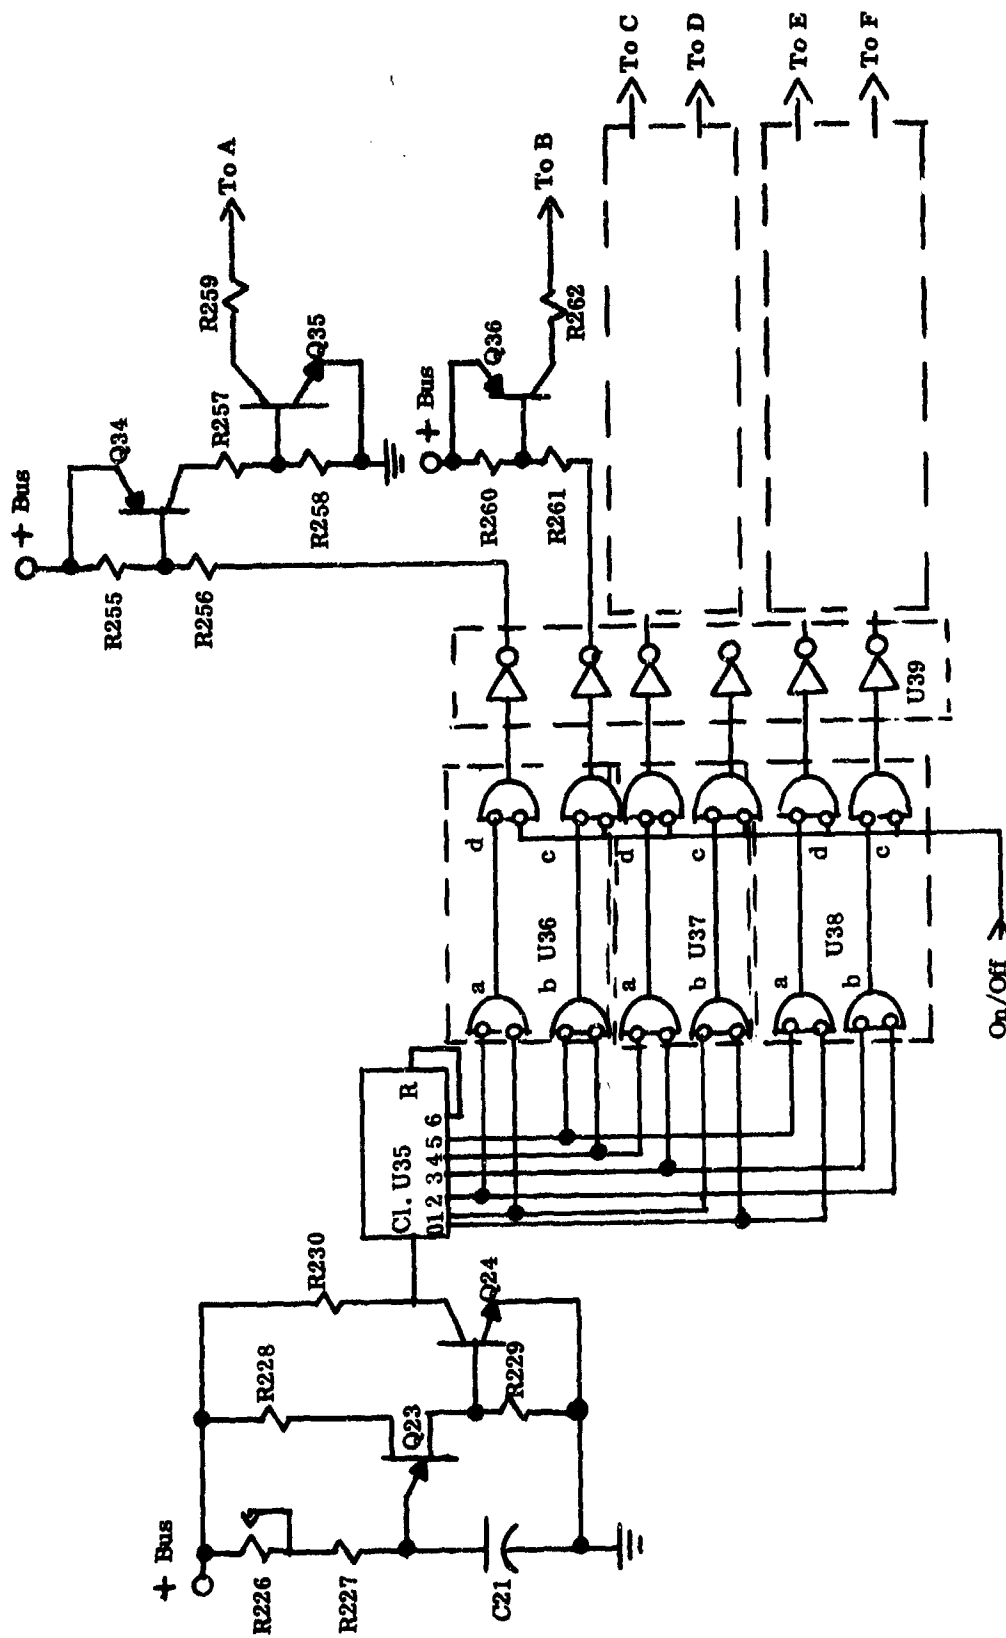 + Bus
R226
R227
C21
R228
Q23
R229
R230
Q24
Cl. U35
R
0 1 2 3 4 5 6
a
b
U36
d
c
a
b
U37
d
c
a
b
U38
d
c
On/Off
U39
+ Bus
R255
R256
Q34
R257
R258
Q35
R259
To A
+ Bus
R260
R261
Q36
R262
To B
To C
To D
To E
To F